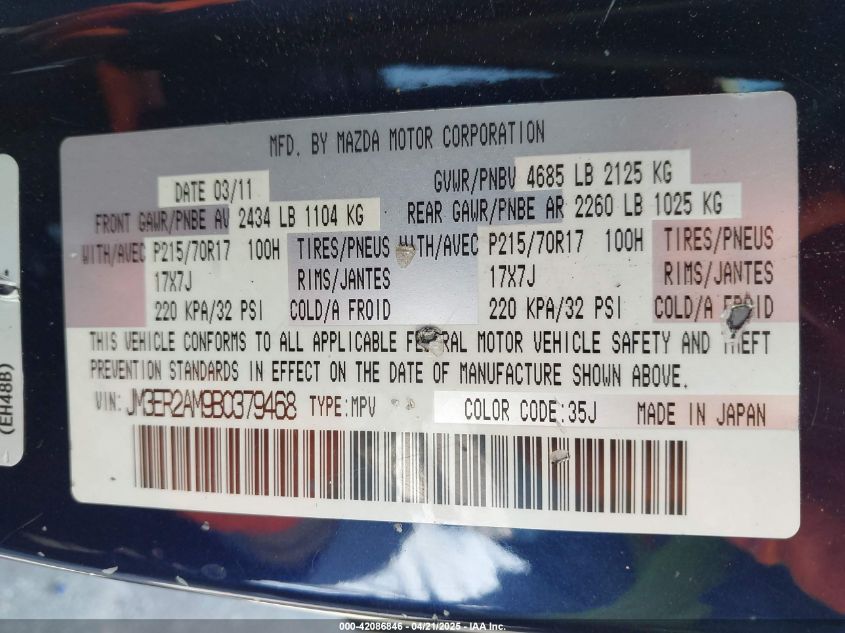 MFD. BY MAZDA MOTOR CORPORATION
DATE 03/11 GVWR/PNBV 4685 LB 2125 KG
FRONT GAWR/PNBE AV 2434 LB 1104 KG REAR GAWR/PNBE AR 2260 LB 1025 KG
WITH/AVEC P215/70R17 100H TIRES/PNEUS WITH/AVEC P215/70R17 100H TIRES/PNEUS
17X7J RIMS/JANTES 17X7J RIMS/JANTES
220 KPA/32 PSI COLD/A FROID 220 KPA/32 PSI COLD/A FROID
THIS VEHICLE CONFORMS TO ALL APPLICABLE FEDERAL MOTOR VEHICLE SAFETY AND THEFT
PREVENTION STANDARDS IN EFFECT ON THE DATE OF MANUFACTURE SHOWN ABOVE.
VIN: JM3ER2AM9BC379468 TYPE:MPV COLOR CODE:35J MADE IN JAPAN
(EH48B)
000-42086846 - 04/21/2025 - IAA Inc.